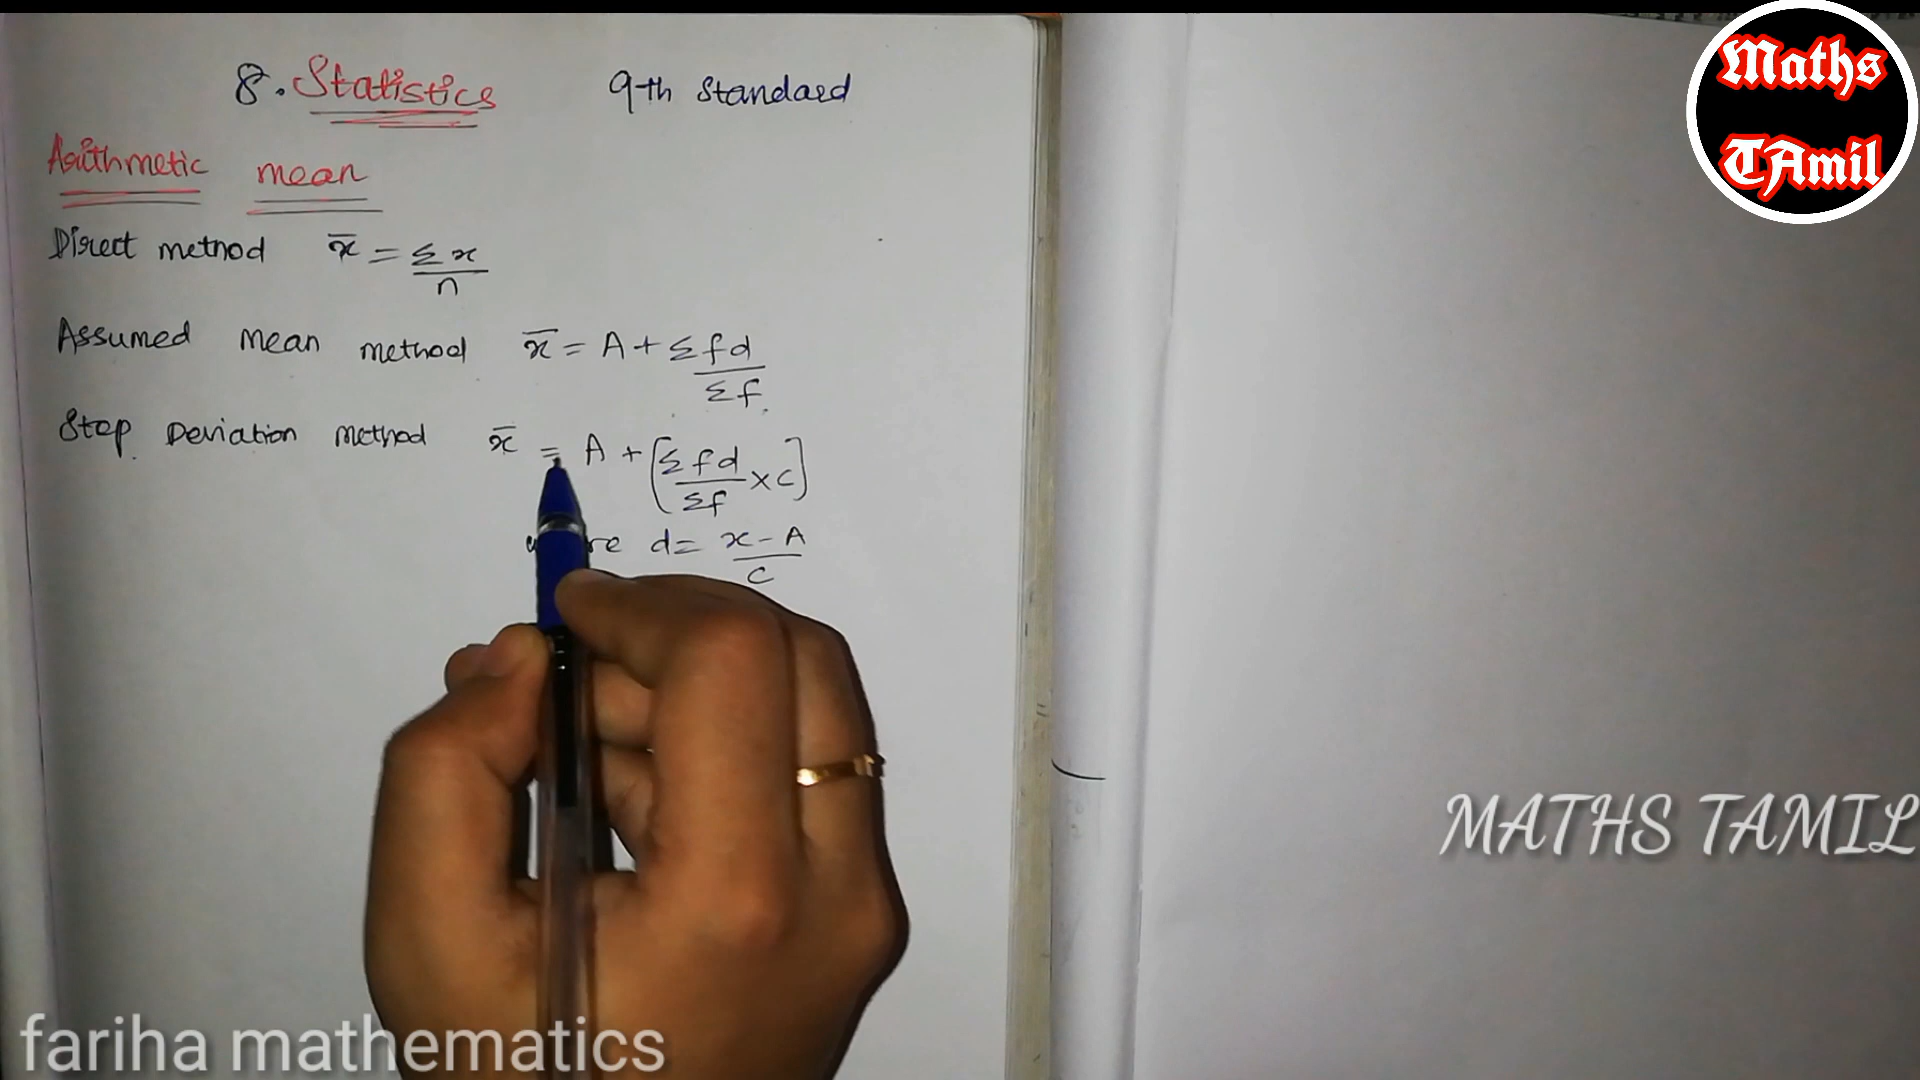 8. Statistics 9th Standard
Arithmetic mean
Direct method x̄ = Σx / n
Assumed mean method x̄ = A + Σfd / Σf
Step Deviation method x̄ = A + [Σfd / Σf × C]
d = x - A / C
Maths
TAmil
MATHS TAMIL
fariha mathematics